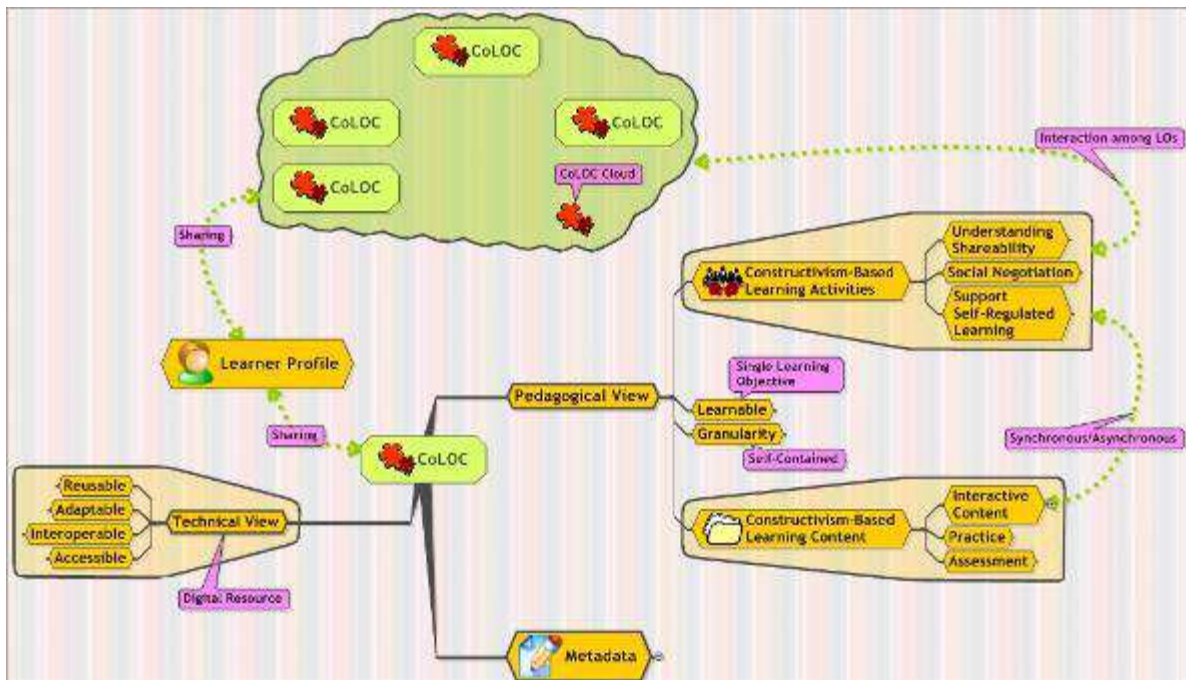 CoLOC
CoLOC
CoLOC
CoLOC
CoLOC Cloud
Interaction among LOs
Sharing
Understanding
Shareability
Constructivism-Based
Learning Activities
Social Negotiation
Support
Self-Regulated
Learning
Learner Profile
Single Learning
Objective
Pedagogical View
Learnable
Granularity
Self-Contained
Synchronous/Asynchronous
Sharing
CoLOC
Reusable
Adaptable
Interoperable
Accessible
Technical View
Digital Resource
Interactive
Content
Constructivism-Based
Learning Content
Practice
Assessment
Metadata